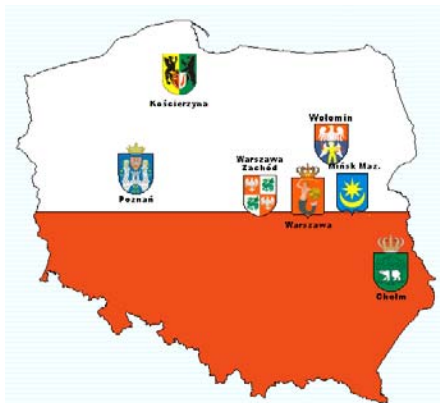 Kościerzyna
Wołomin
Warszawa
Zachód
Mińsk Maz.
Poznań
Warszawa
Chełm